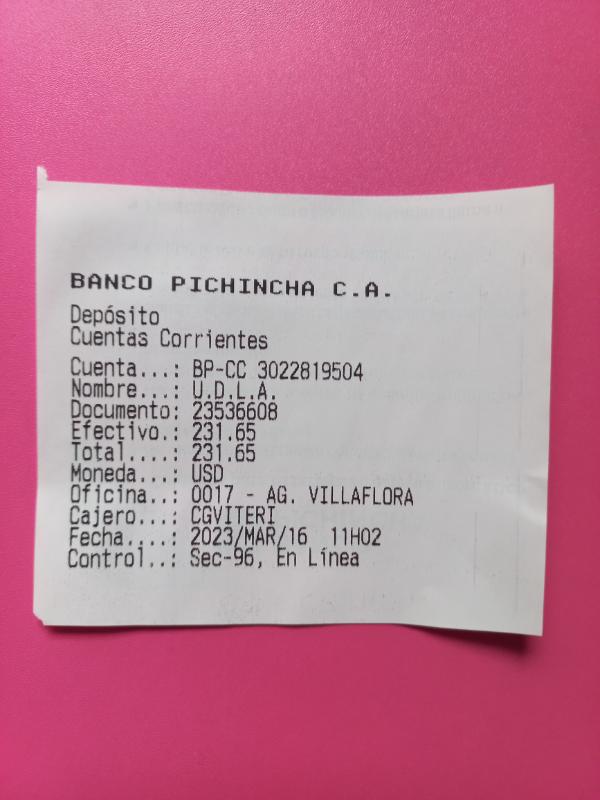 BANCO PICHINCHA C.A.
Depósito
Cuentas Corrientes
Cuenta...: BP-CC 3022819504
Nombre...: U.D.L.A.
Documento: 23536608
Efectivo.: 231.65
Total....: 231.65
Moneda...: USD
Oficina..: 0017 - AG. VILLAFLORA
Cajero...: CGVITERI
Fecha....: 2023/MAR/16  11H02
Control..: Sec-96, En Línea